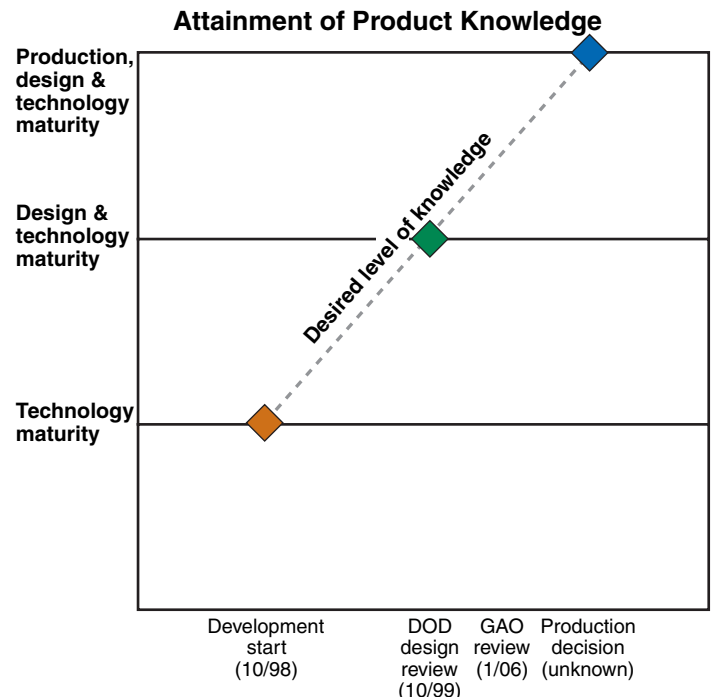 Attainment of Product Knowledge
Production,
design &
technology
maturity
Design &
technology
maturity
Technology
maturity
Desired level of knowledge
Development
start
(10/98)
DOD
design
review
(10/99)
GAO
review
(1/06)
Production
decision
(unknown)